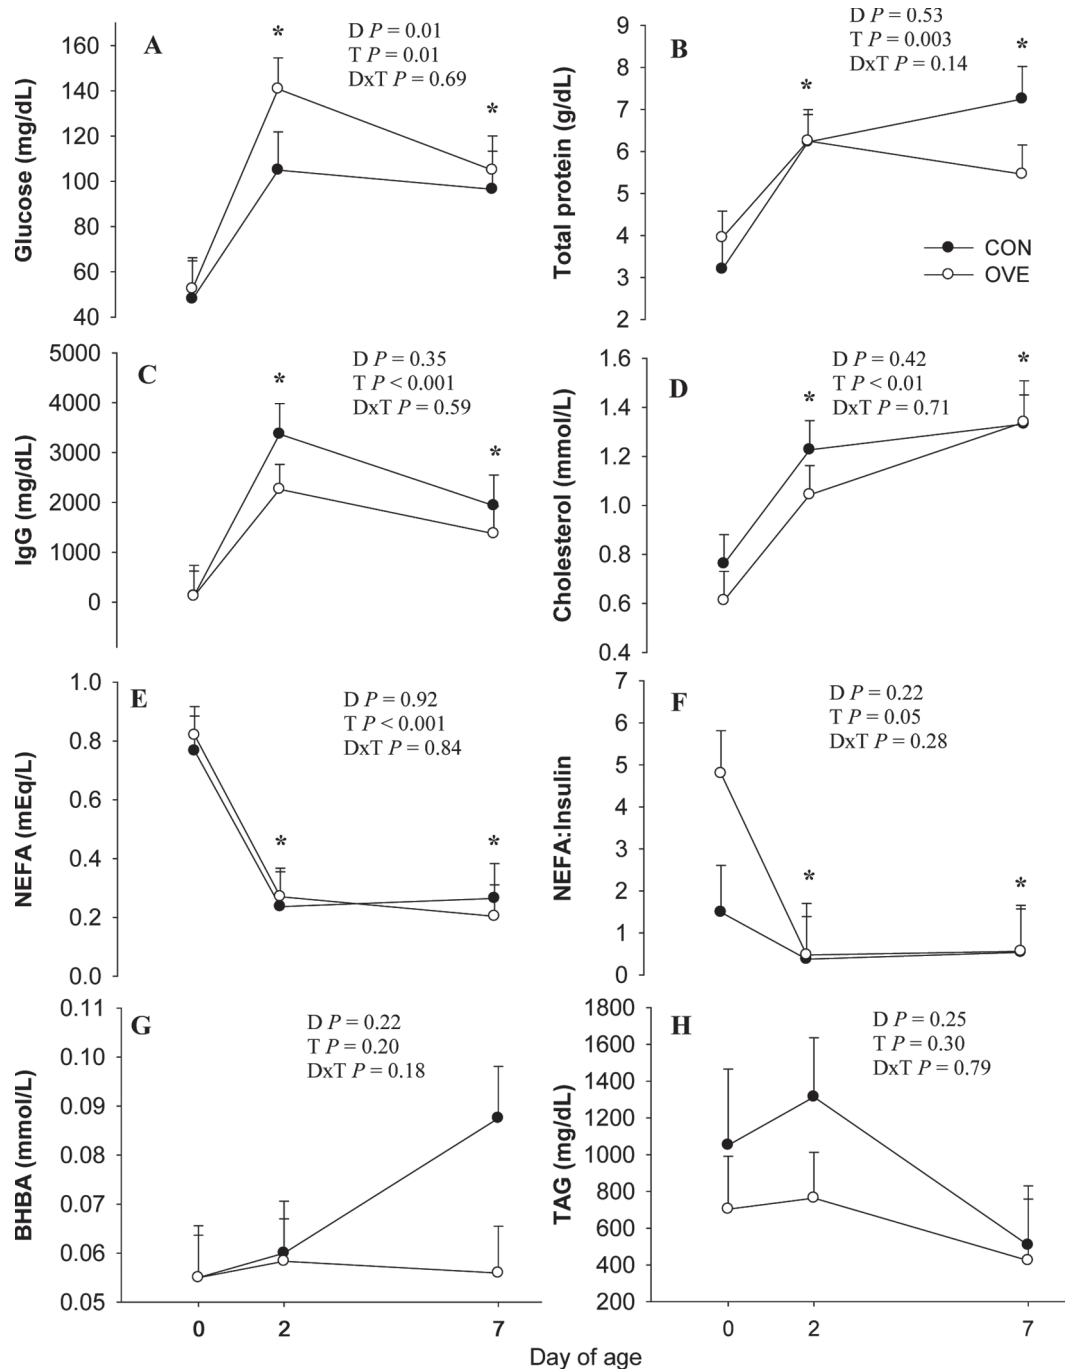 A
*
D P = 0.01
T P = 0.01
DxT P = 0.69
*
Glucose (mg/dL)
160
140
120
100
80
60
40
B
*
D P = 0.53
T P = 0.003
DxT P = 0.14
*
Total protein (g/dL)
9
8
7
6
5
4
3
2
CON
OVE
C
*
D P = 0.35
T P < 0.001
DxT P = 0.59
*
IgG (mg/dL)
5000
4000
3000
2000
1000
0
D
*
D P = 0.42
T P < 0.01
DxT P = 0.71
*
Cholesterol (mmol/L)
1.6
1.4
1.2
1.0
0.8
0.6
0.4
E
D P = 0.92
T P < 0.001
DxT P = 0.84
*
*
NEFA (mEq/L)
1.0
0.8
0.6
0.4
0.2
0.0
F
D P = 0.22
T P = 0.05
DxT P = 0.28
*
*
NEFA:Insulin
7
6
5
4
3
2
1
0
G
D P = 0.22
T P = 0.20
DxT P = 0.18
BHBA (mmol/L)
0.11
0.10
0.09
0.08
0.07
0.06
0.05
0
2
7
H
D P = 0.25
T P = 0.30
DxT P = 0.79
TAG (mg/dL)
1800
1600
1400
1200
1000
800
600
400
200
0
2
7
Day of age